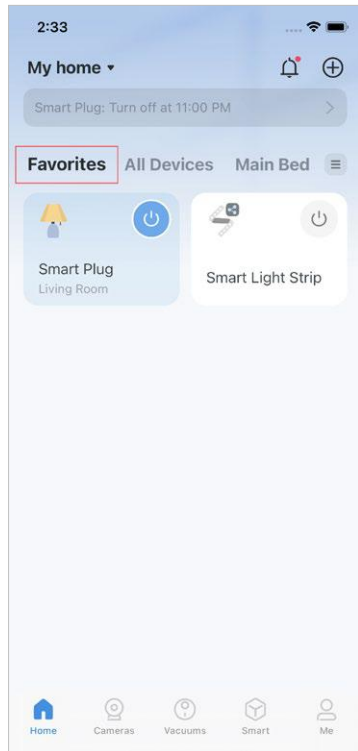 2:33
My home
Smart Plug: Turn off at 11:00 PM
Favorites All Devices Main Bed
Smart Plug
Living Room
Smart Light Strip
Home Cameras Vacuums Smart Me